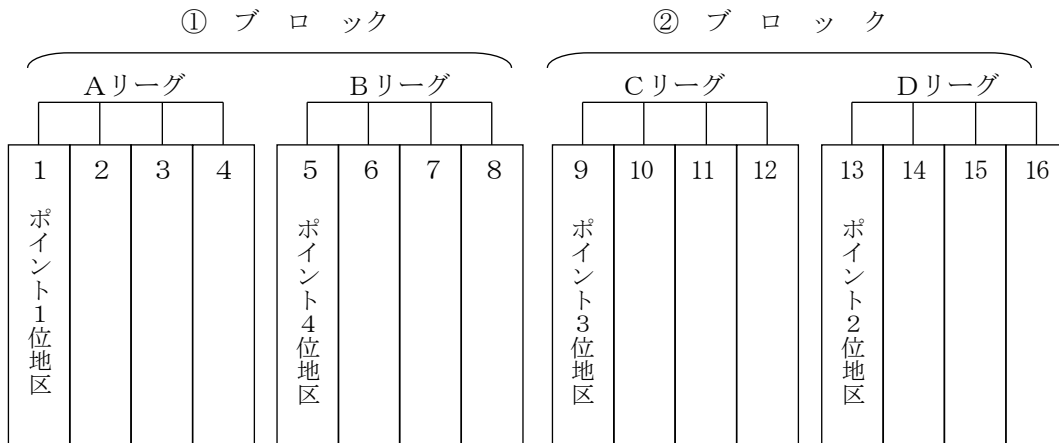 ① ブ ロ ック
② ブ ロ ッ ク
Aリーグ
Bリーグ
Cリーグ
Dリーグ
1 2 3 4 5 6 7 8 9 10 11 12 13 14 15 16
ポイント1位地区
ポイント4位地区
ポイント3位地区
ポイント2位地区